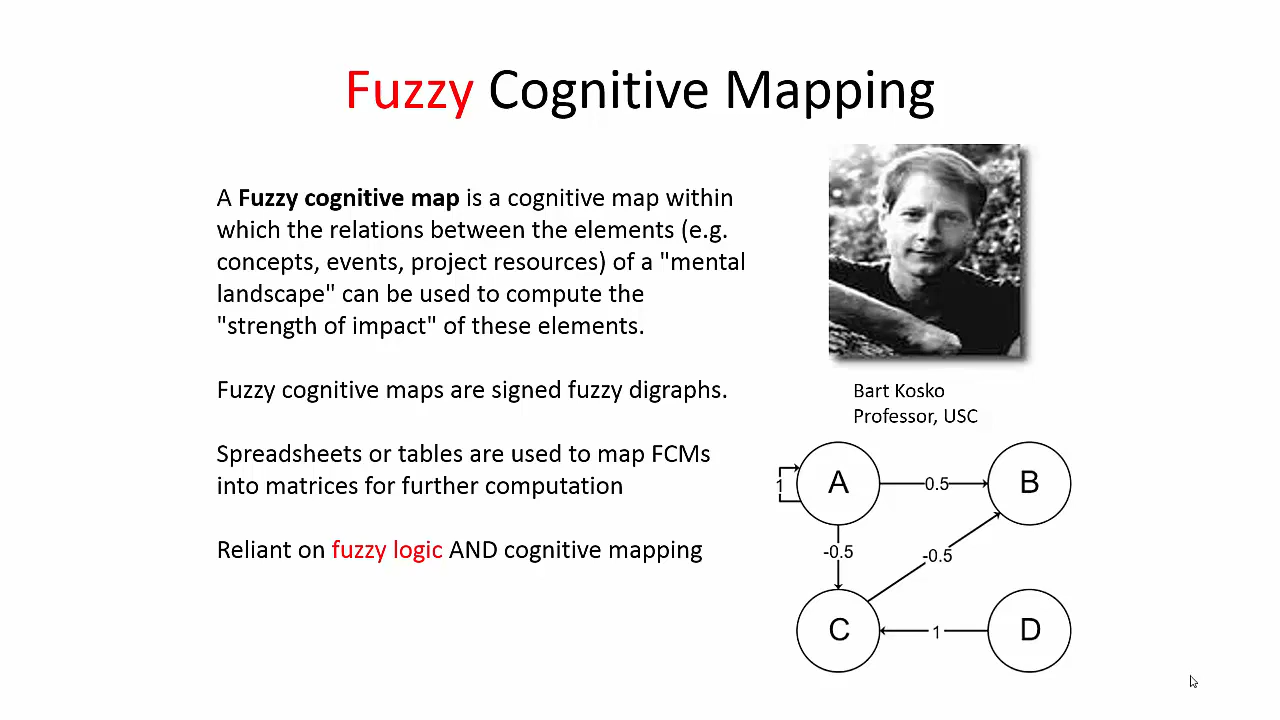 Fuzzy Cognitive Mapping
A Fuzzy cognitive map is a cognitive map within
which the relations between the elements (e.g.
concepts, events, project resources) of a "mental
landscape" can be used to compute the
"strength of impact" of these elements.
Fuzzy cognitive maps are signed fuzzy digraphs.
Spreadsheets or tables are used to map FCMs
into matrices for further computation
Reliant on fuzzy logic AND cognitive mapping
Bart Kosko
Professor, USC
1
A
0.5
B
-0.5
-0.5
C
1
D